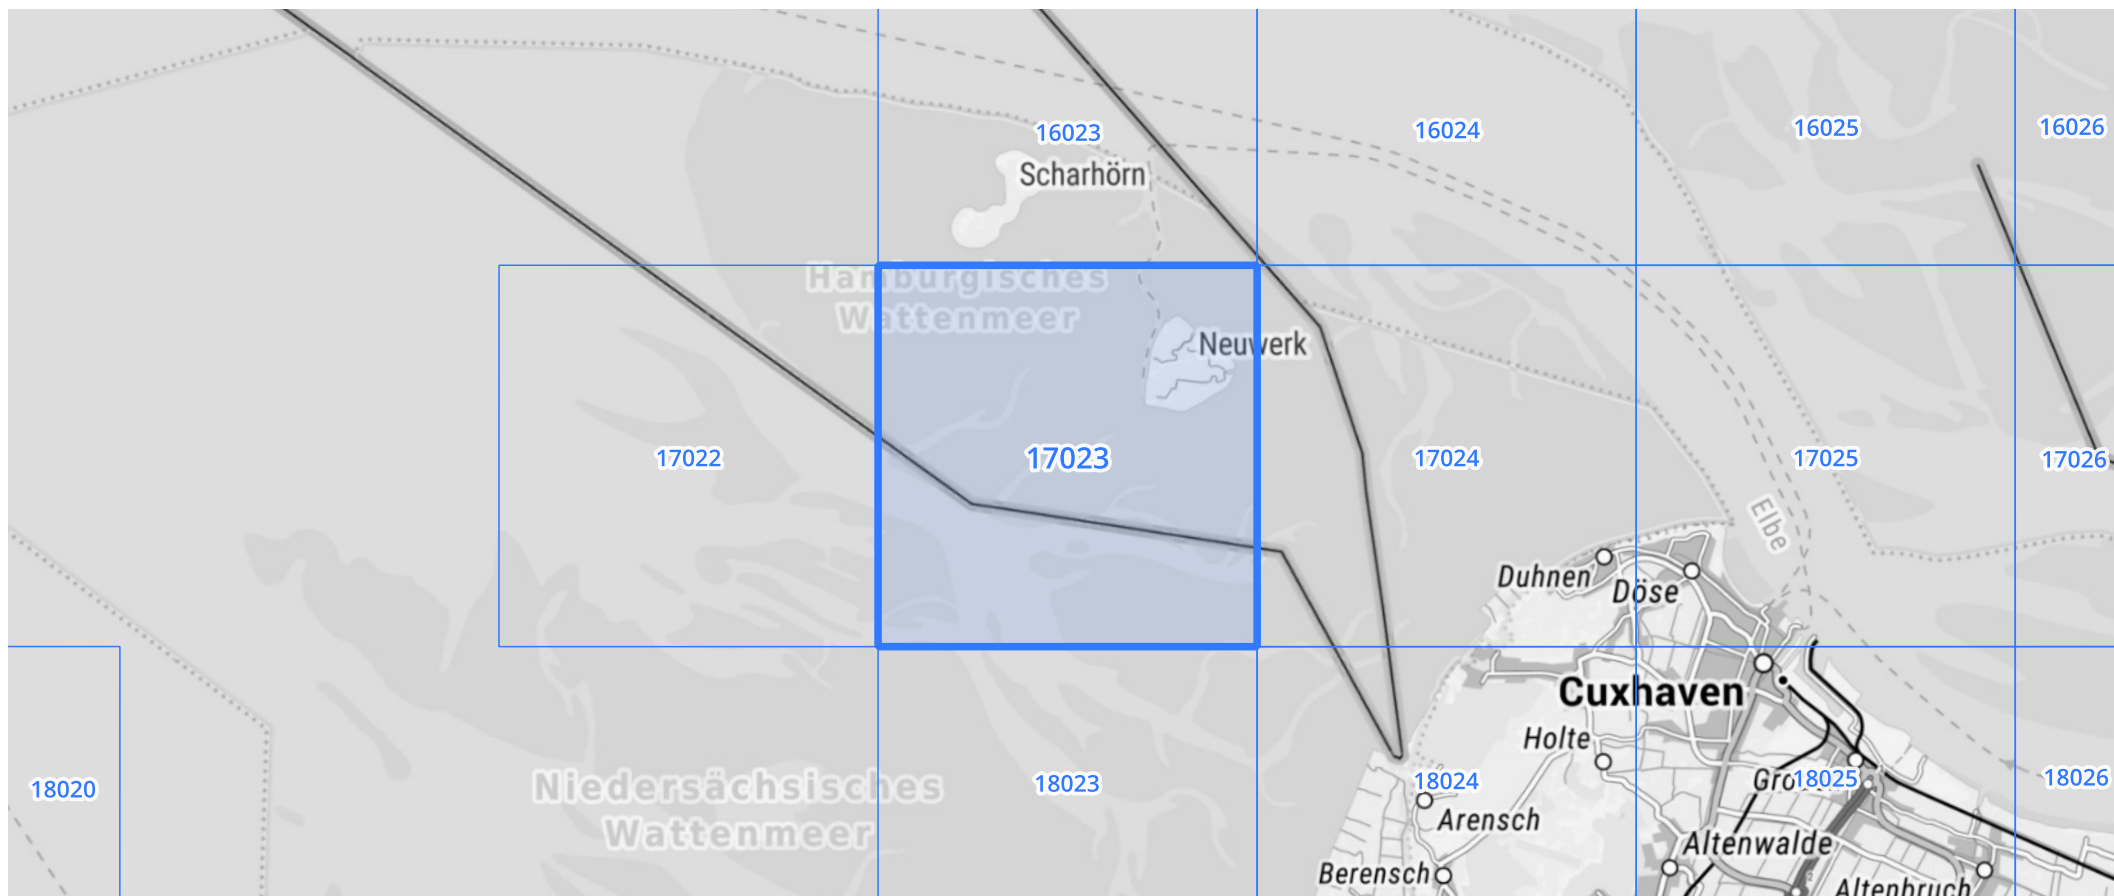 16023
16024
16025
16026
Scharhörn
Hamburgisches
Wattenmeer
Neuwerk
17022
17023
17024
17025
17026
Elbe
Duhnen
Döse
Cuxhaven
Holte
18020
Niedersächsisches
Wattenmeer
18023
18024
18025
18026
Arensch
Altenwalde
Berensch
Altenbruch